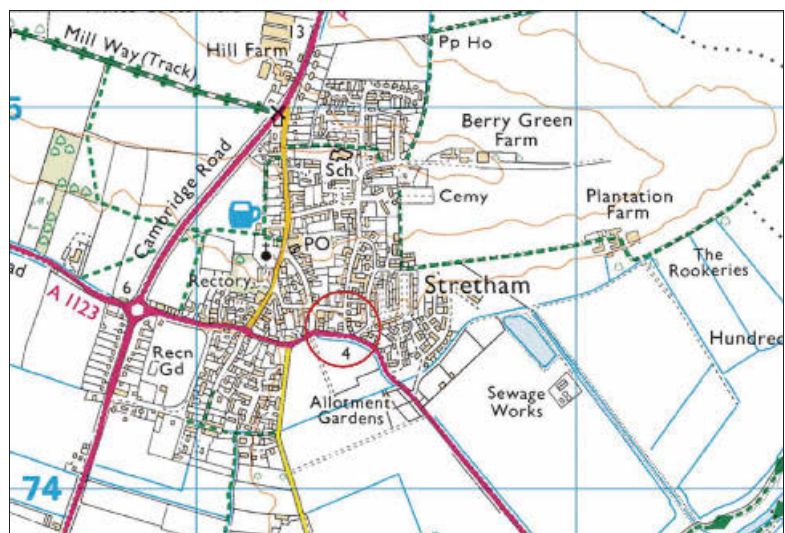 Mill Way (Track)
Hill Farm
13
Pp Ho
5
Berry Green
Farm
Cambridge Road
Sch
Cemy
Plantation
Farm
PO
The
Rookeries
Rectory
Stretham
ad
6
A 1123
Hundred
4
Recn
Gd
Allotment
Gardens
Sewage
Works
74